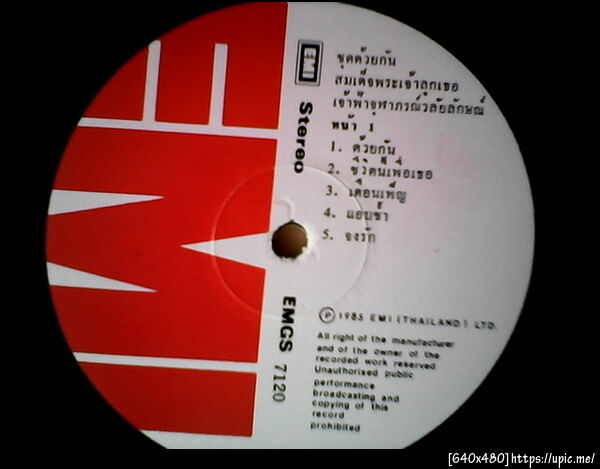 EMI
EMI
Stereo
ชุดด้วยกัน
สมเด็จพระเจ้าลูกเธอ
เจ้าฟ้าจุฬาภรณ์วลัยลักษณ์
หน้า 1
1. ด้วยกัน
2. ชีวิตนี้เพื่อเธอ
3. เดือนเพ็ญ
4. แอบช้ำ
5. จงรัก
EMGS 7120
Ⓟ 1985 EMI (THAILAND) LTD.
All right of the manufacturer
and of the owner of the
recorded work reserved
Unauthorised public
performance
broadcasting and
copying of this
record
prohibited
[640x480]https://upic.me/